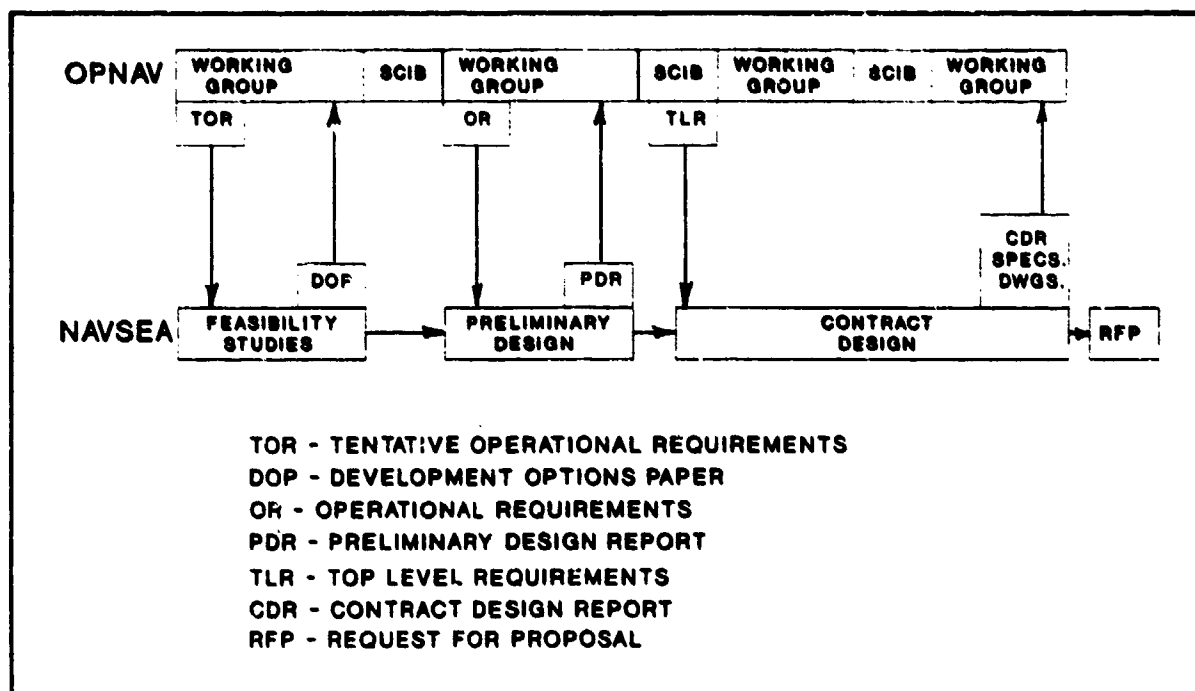 OPNAV
WORKING
GROUP
SCIB
WORKING
GROUP
SCIB
WORKING
GROUP
SCIB
WORKING
GROUP
TOR
OR
TLR
DOF
PDR
CDR
SPECS.
DWGS.
NAVSEA
FEASIBILITY
STUDIES
PRELIMINARY
DESIGN
CONTRACT
DESIGN
RFP
TOR - TENTATIVE OPERATIONAL REQUIREMENTS
DOP - DEVELOPMENT OPTIONS PAPER
OR - OPERATIONAL REQUIREMENTS
PDR - PRELIMINARY DESIGN REPORT
TLR - TOP LEVEL REQUIREMENTS
CDR - CONTRACT DESIGN REPORT
RFP - REQUEST FOR PROPOSAL